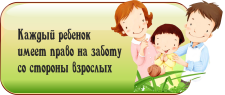 Каждый ребенок
имеет право на заботу
со стороны взрослых